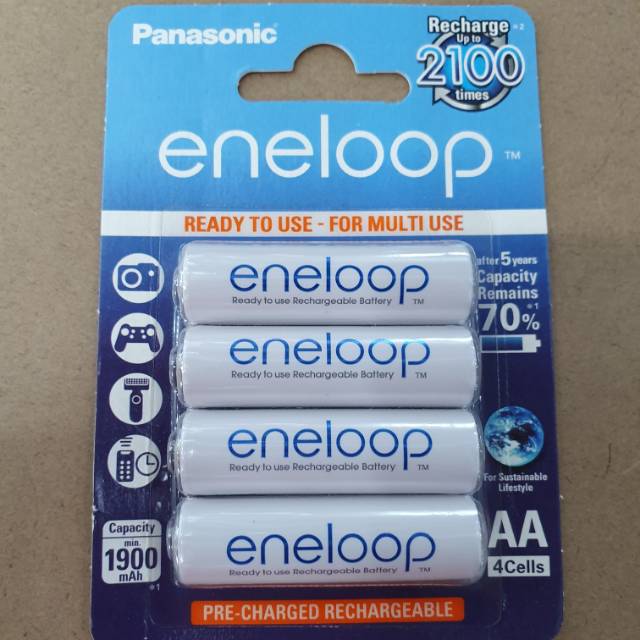 Panasonic
Recharge *2
Up to
2100
times
eneloop ™
READY TO USE - FOR MULTI USE
eneloop
Ready to use Rechargeable Battery ™
after 5 years
Capacity
Remains
*1
70%
eneloop
Ready to use Rechargeable Battery ™
eneloop
Ready to use Rechargeable Battery ™
For Sustainable
Lifestyle
eneloop
Ready to use Rechargeable Battery ™
AA
4Cells
Capacity
min.
1900
mAh
*1
PRE-CHARGED RECHARGEABLE